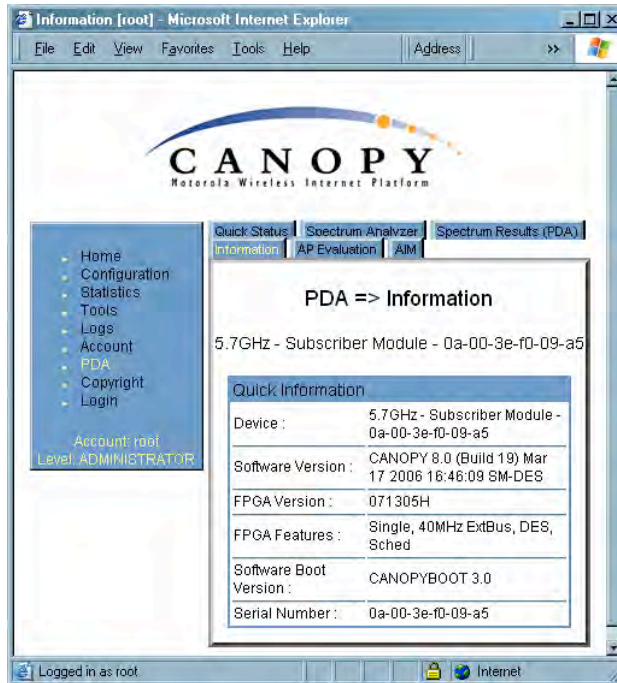 Information [root] - Microsoft Internet Explorer
File Edit View Favorites Tools Help Address »
CANOPY
Motorola Wireless Internet Platform
Quick Status Spectrum Analyzer Spectrum Results (PDA)
Information AP Evaluation AIM
Home
Configuration
Statistics
Tools
Logs
Account
PDA
Copyright
Login
Account: root
Level: ADMINISTRATOR
PDA => Information
5.7GHz - Subscriber Module - 0a-00-3e-f0-09-a5
Quick Information
Device : 5.7GHz - Subscriber Module -
0a-00-3e-f0-09-a5
Software Version : CANOPY 8.0 (Build 19) Mar
17 2006 16:46:09 SM-DES
FPGA Version : 071305H
FPGA Features : Single, 40MHz ExtBus, DES,
Sched
Software Boot
Version : CANOPYBOOT 3.0
Serial Number : 0a-00-3e-f0-09-a5
Logged in as root Internet